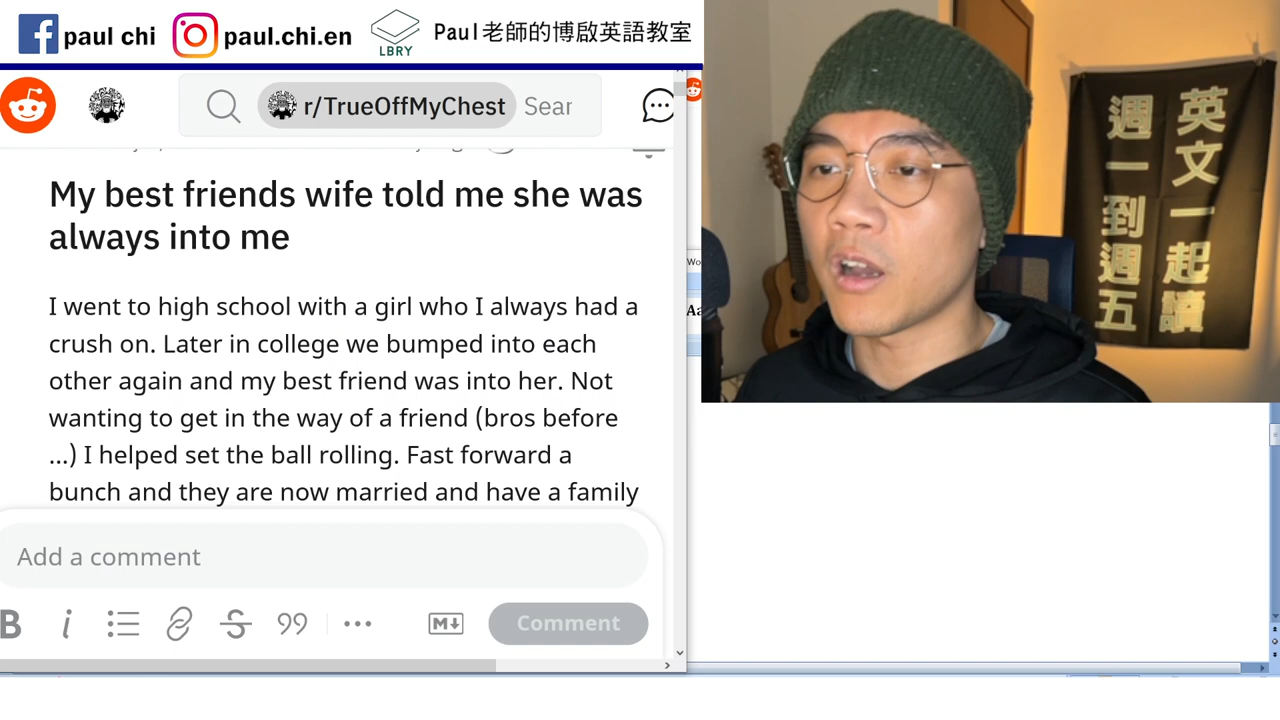 paul chi
paul.chi.en
LBRY
Paul老師的博啟英語教室
r/TrueOffMyChest
Sear
My best friends wife told me she was
always into me
I went to high school with a girl who I always had a
crush on. Later in college we bumped into each
other again and my best friend was into her. Not
wanting to get in the way of a friend (bros before
...) I helped set the ball rolling. Fast forward a
bunch and they are now married and have a family
Add a comment
B i
M
Comment
Wo
Aa
英文一起讀
週一到週五